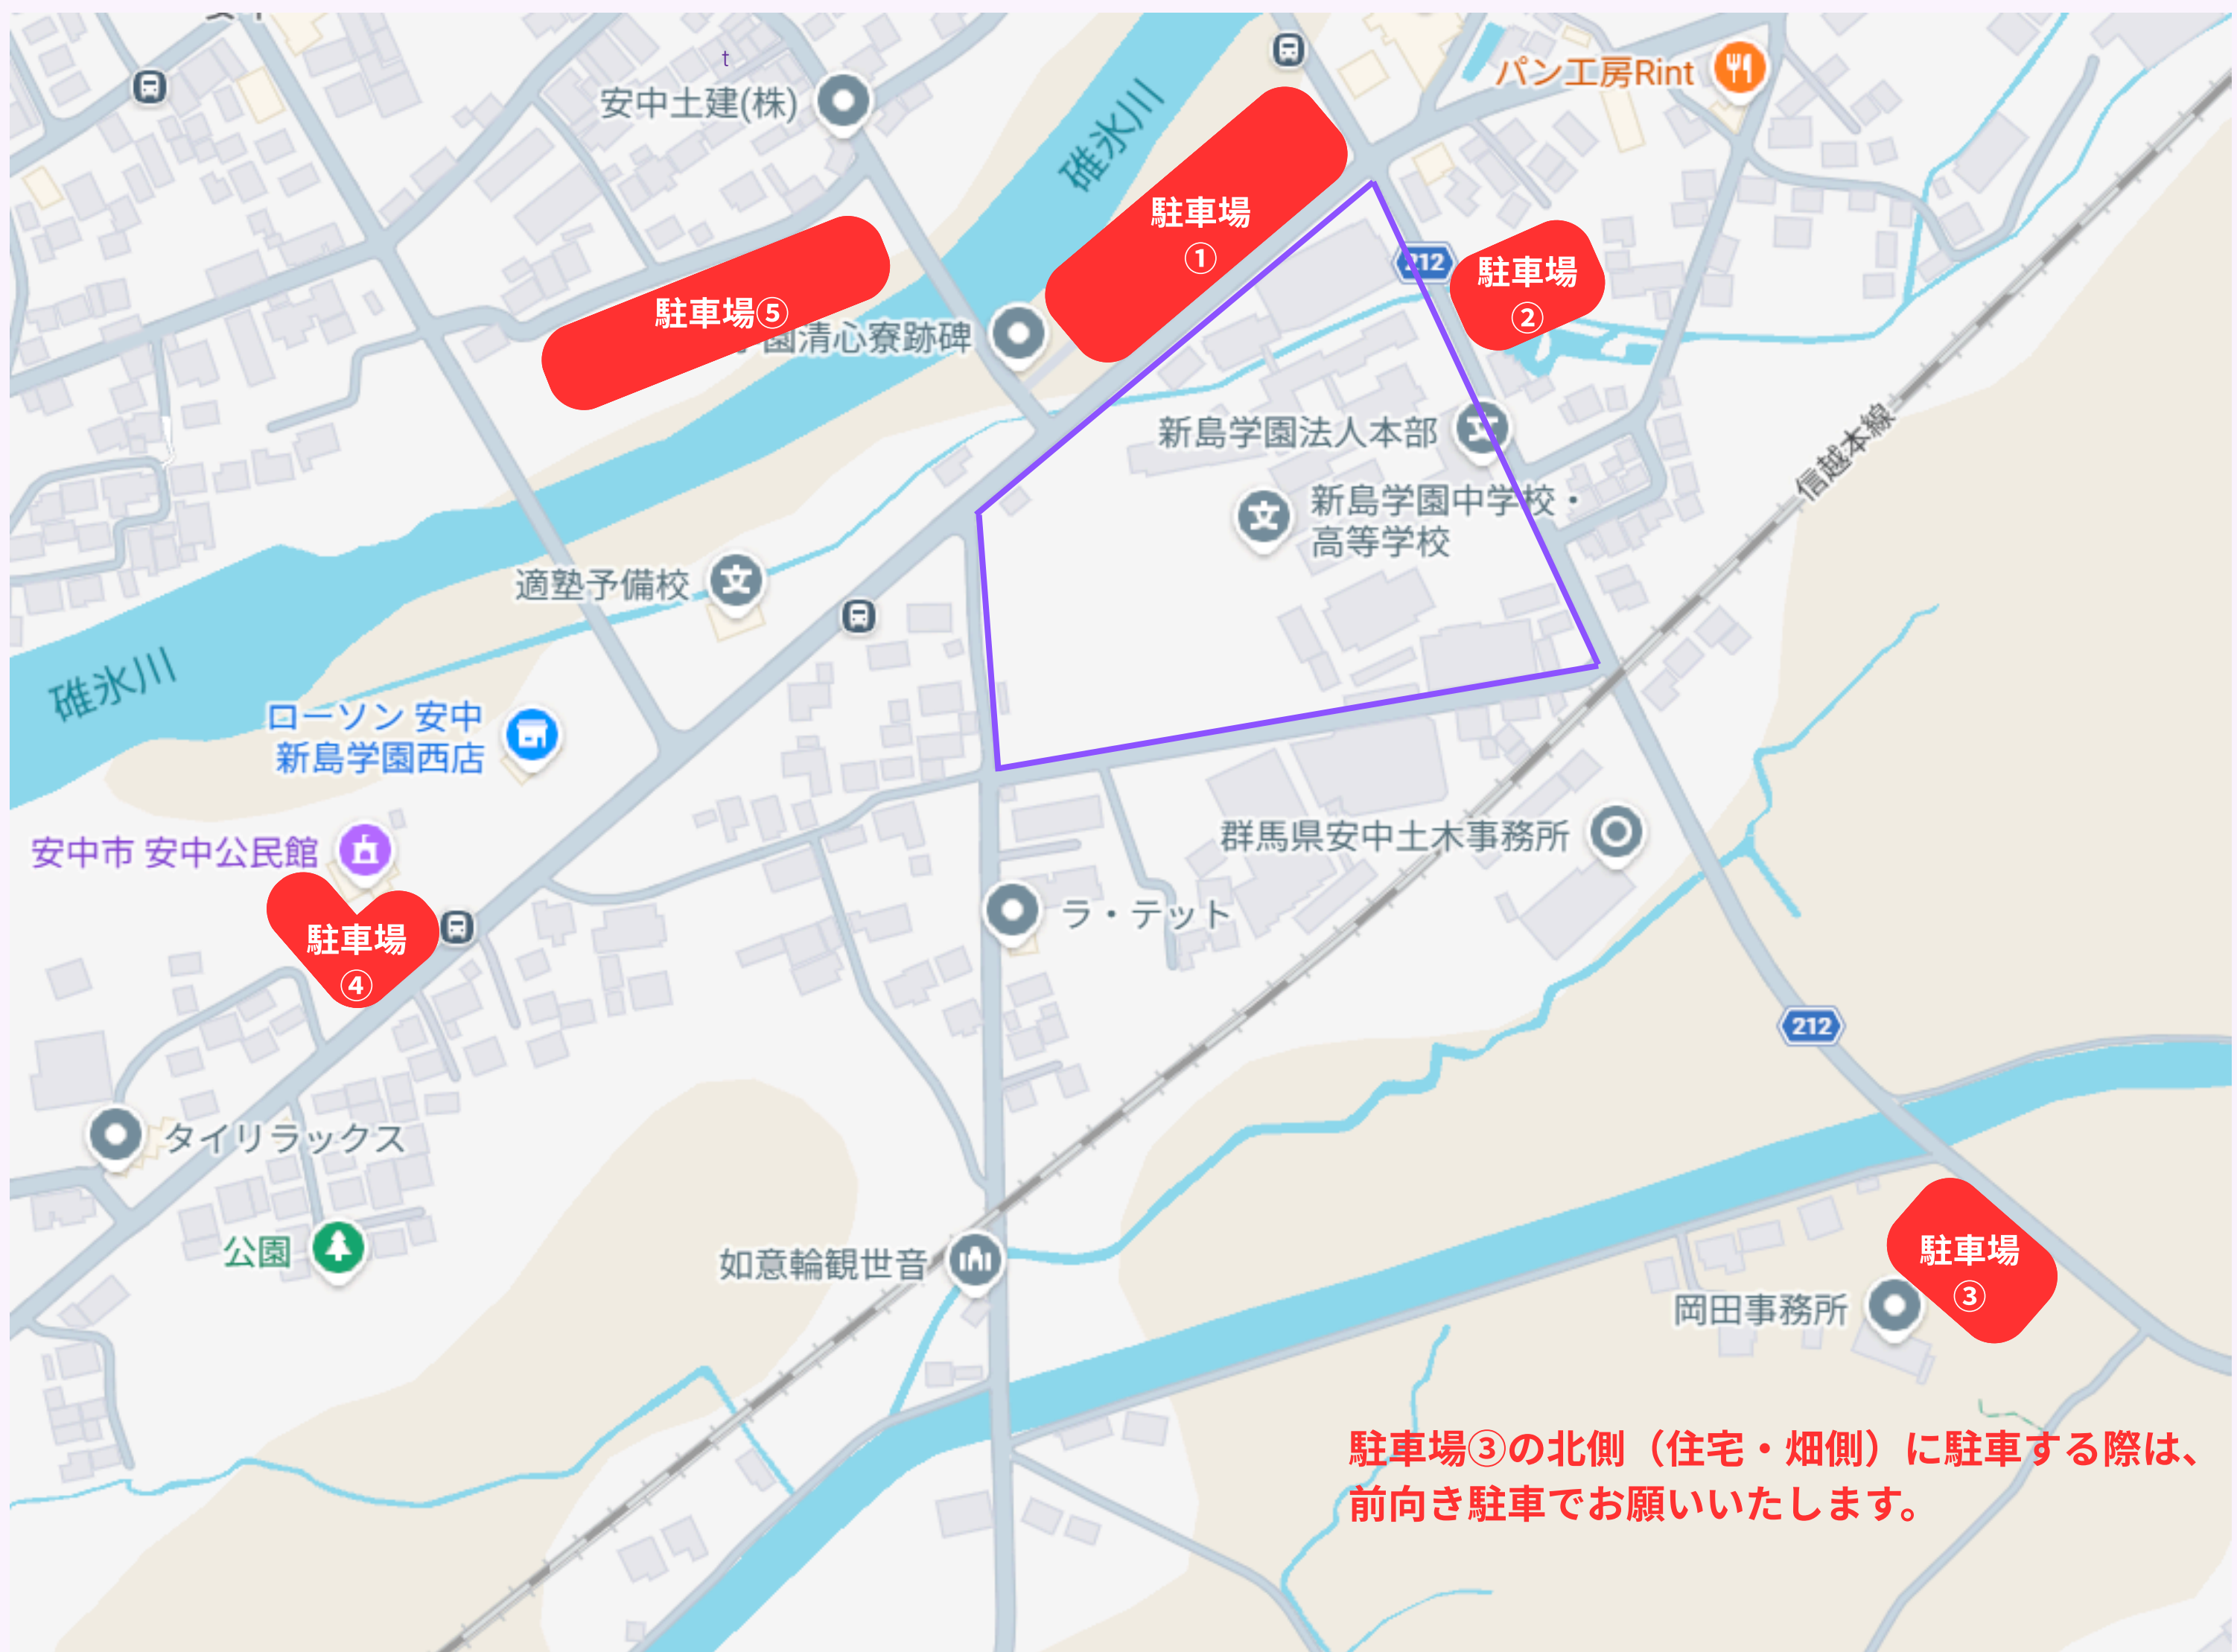 t
安中土建(株)
碓氷川
パン工房Rint
駐車場
①
212
駐車場
②
駐車場⑤
園清心寮跡碑
新島学園法人本部
新島学園中学校・
高等学校
信越本線
適塾予備校
碓氷川
ローソン 安中
新島学園西店
安中市 安中公民館
群馬県安中土木事務所
ラ・テット
駐車場
④
212
タイリラックス
公園
如意輪観世音
駐車場
③
岡田事務所
駐車場③の北側（住宅・畑側）に駐車する際は、
前向き駐車でお願いいたします。